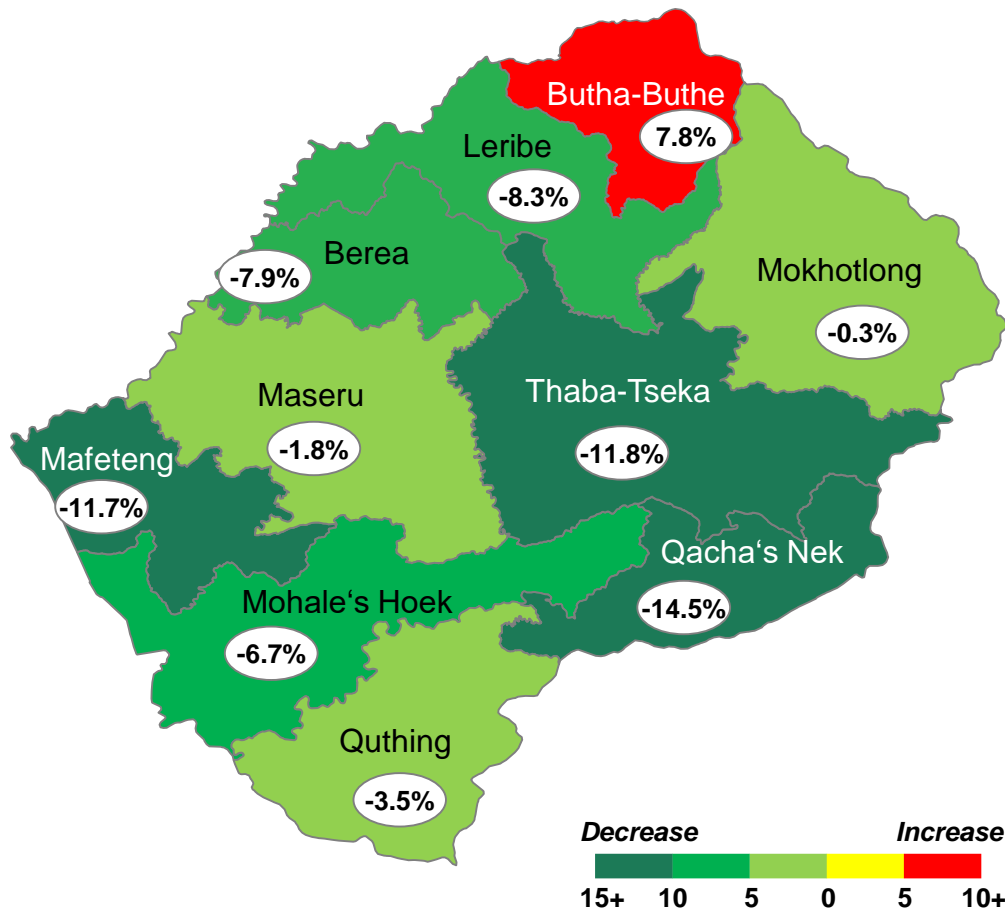 Butha-Buthe
7.8%
Leribe
-8.3%
Berea
-7.9%
Mokhotlong
-0.3%
Maseru
-1.8%
Thaba-Tseka
-11.8%
Mafeteng
-11.7%
Qacha‘s Nek
-14.5%
Mohale‘s Hoek
-6.7%
Quthing
-3.5%
Decrease Increase
15+ 10 5 0 5 10+